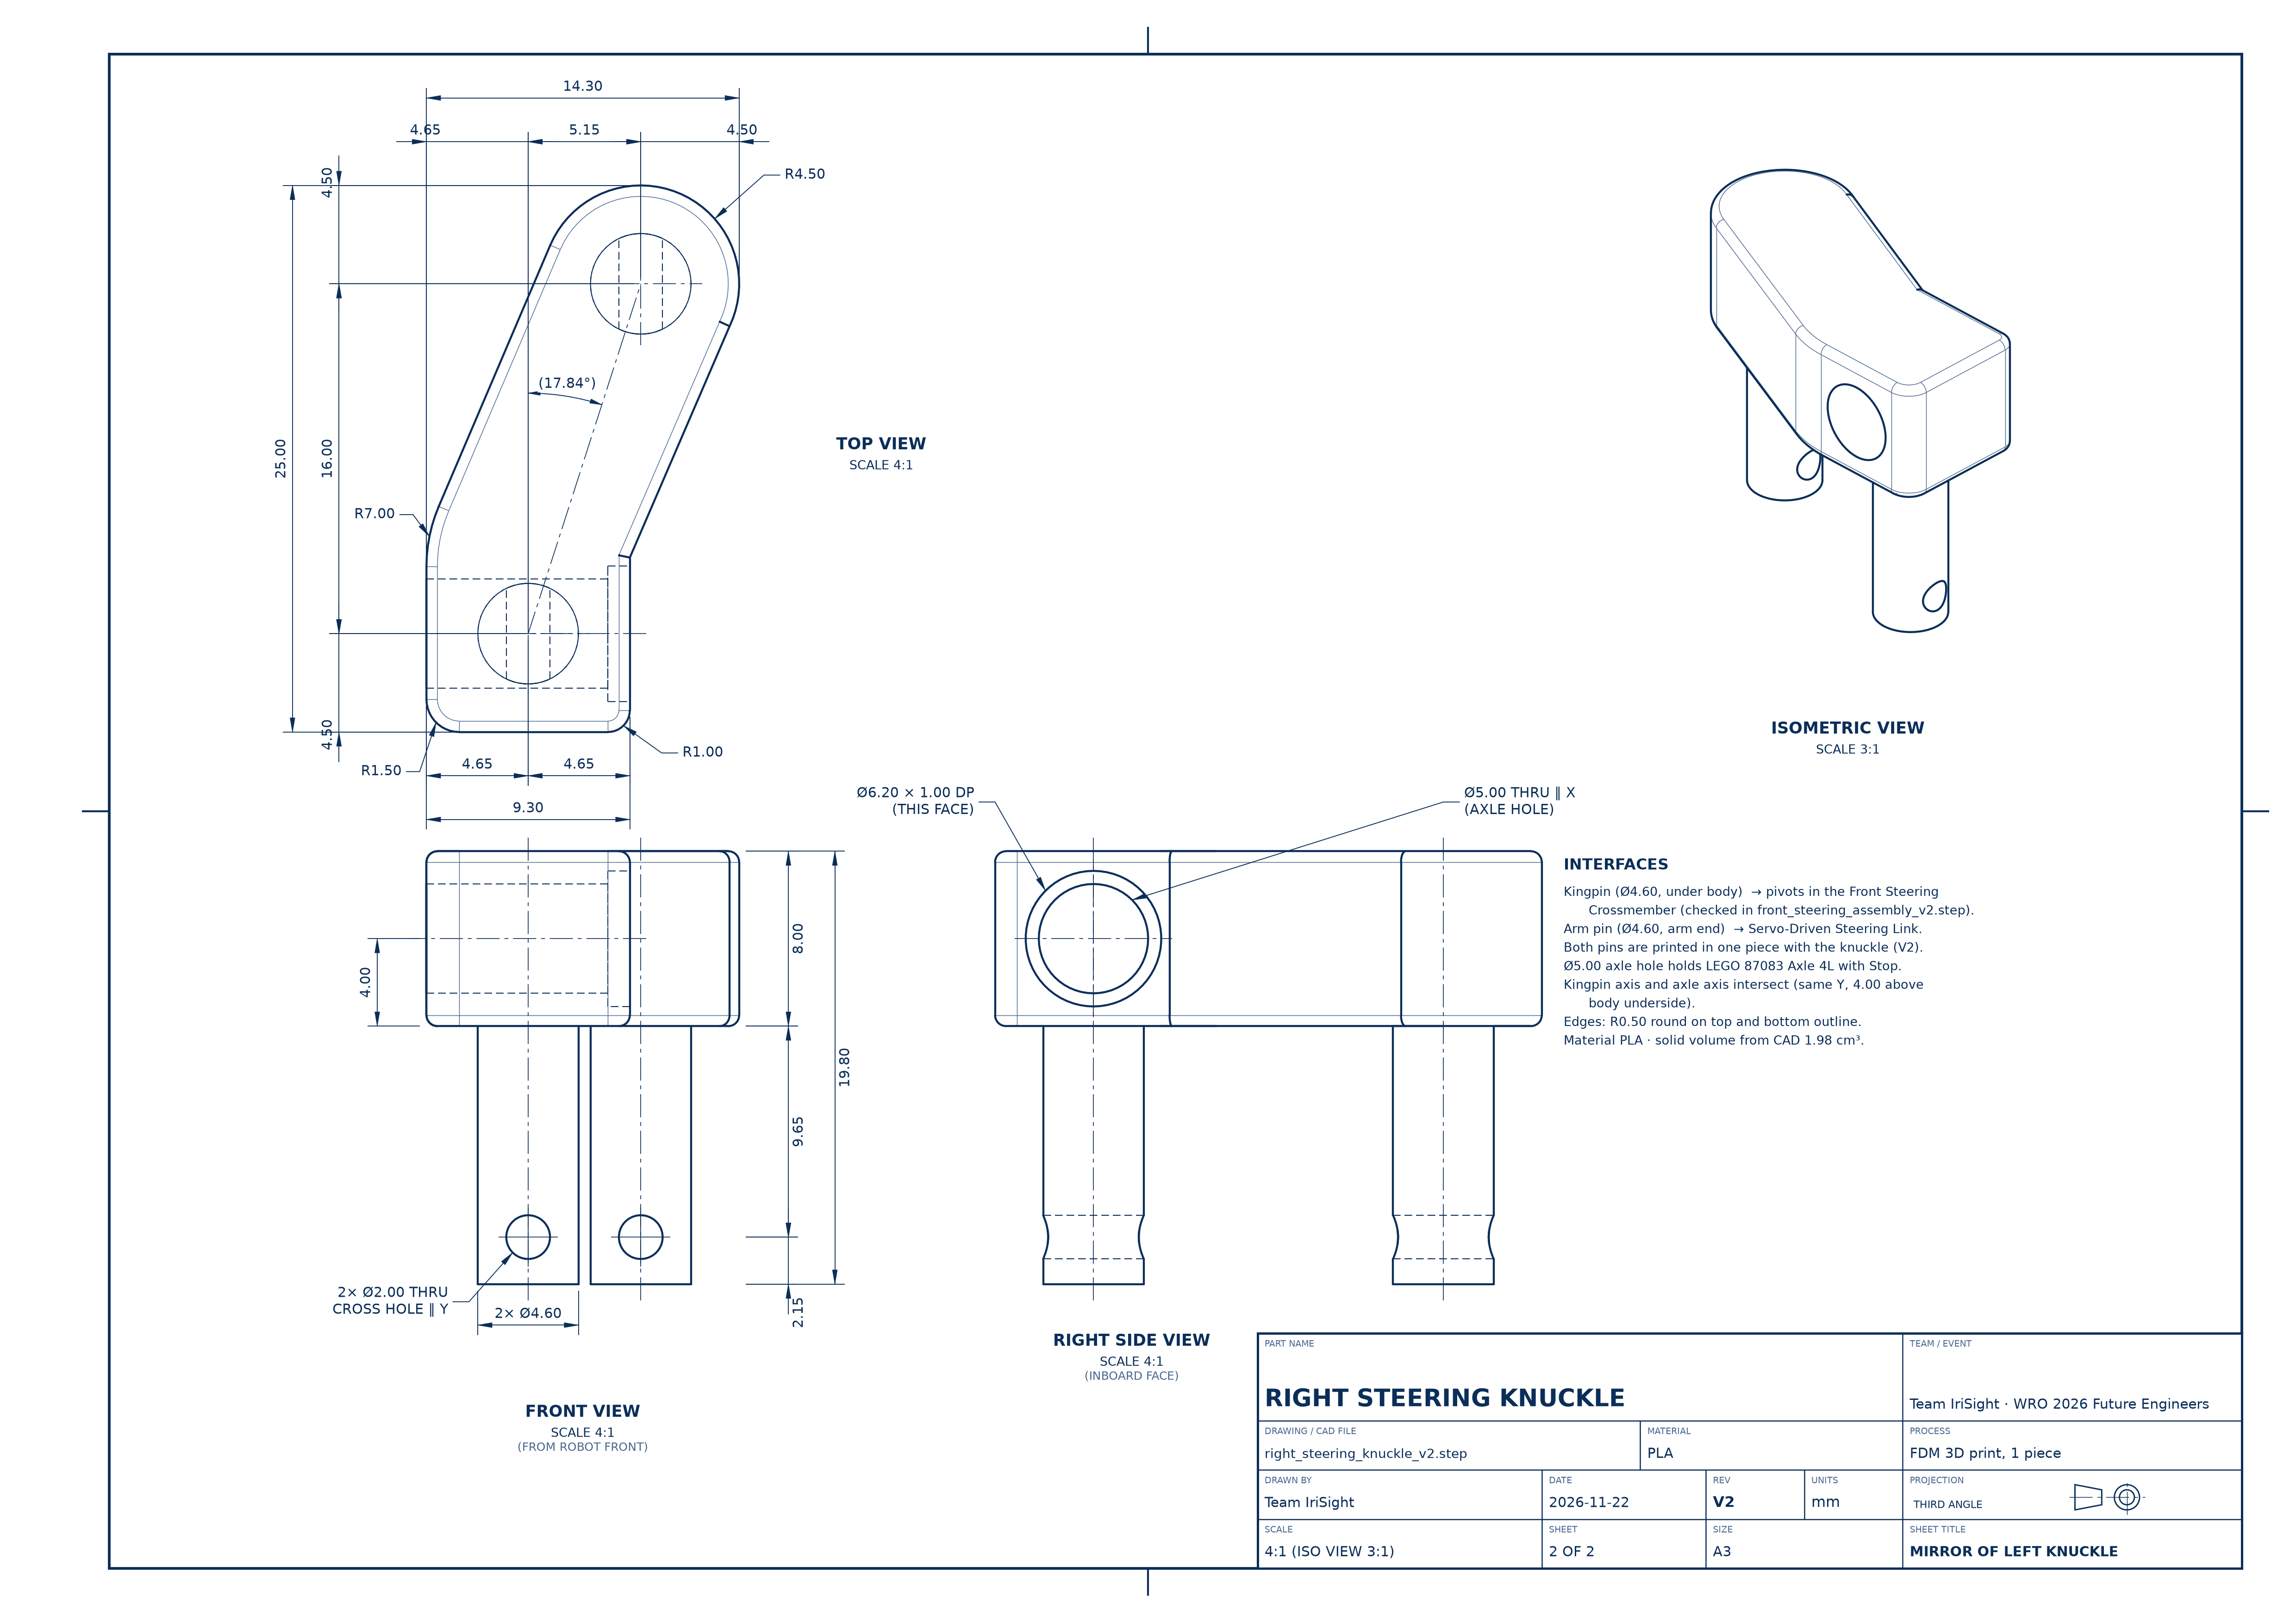 14.30
4.65
5.15
4.50
4.50
R4.50
(17.84°)
25.00
16.00
TOP VIEW
SCALE 4:1
R7.00
4.50
R1.50
R1.00
4.65
4.65
9.30
ISOMETRIC VIEW
SCALE 3:1
Ø6.20 × 1.00 DP
(THIS FACE)
Ø5.00 THRU ∥ X
(AXLE HOLE)
4.00
8.00
19.80
9.65
2.15
2× Ø2.00 THRU
CROSS HOLE ∥ Y
2× Ø4.60
FRONT VIEW
SCALE 4:1
(FROM ROBOT FRONT)
RIGHT SIDE VIEW
SCALE 4:1
(INBOARD FACE)
INTERFACES
Kingpin (Ø4.60, under body) → pivots in the Front Steering
Crossmember (checked in front_steering_assembly_v2.step).
Arm pin (Ø4.60, arm end) → Servo-Driven Steering Link.
Both pins are printed in one piece with the knuckle (V2).
Ø5.00 axle hole holds LEGO 87083 Axle 4L with Stop.
Kingpin axis and axle axis intersect (same Y, 4.00 above
body underside).
Edges: R0.50 round on top and bottom outline.
Material PLA · solid volume from CAD 1.98 cm³.
PART NAME
RIGHT STEERING KNUCKLE
TEAM / EVENT
Team IriSight · WRO 2026 Future Engineers
DRAWING / CAD FILE
right_steering_knuckle_v2.step
MATERIAL
PLA
PROCESS
FDM 3D print, 1 piece
DRAWN BY
Team IriSight
DATE
2026-11-22
REV
V2
UNITS
mm
PROJECTION
THIRD ANGLE
SCALE
4:1 (ISO VIEW 3:1)
SHEET
2 OF 2
SIZE
A3
SHEET TITLE
MIRROR OF LEFT KNUCKLE